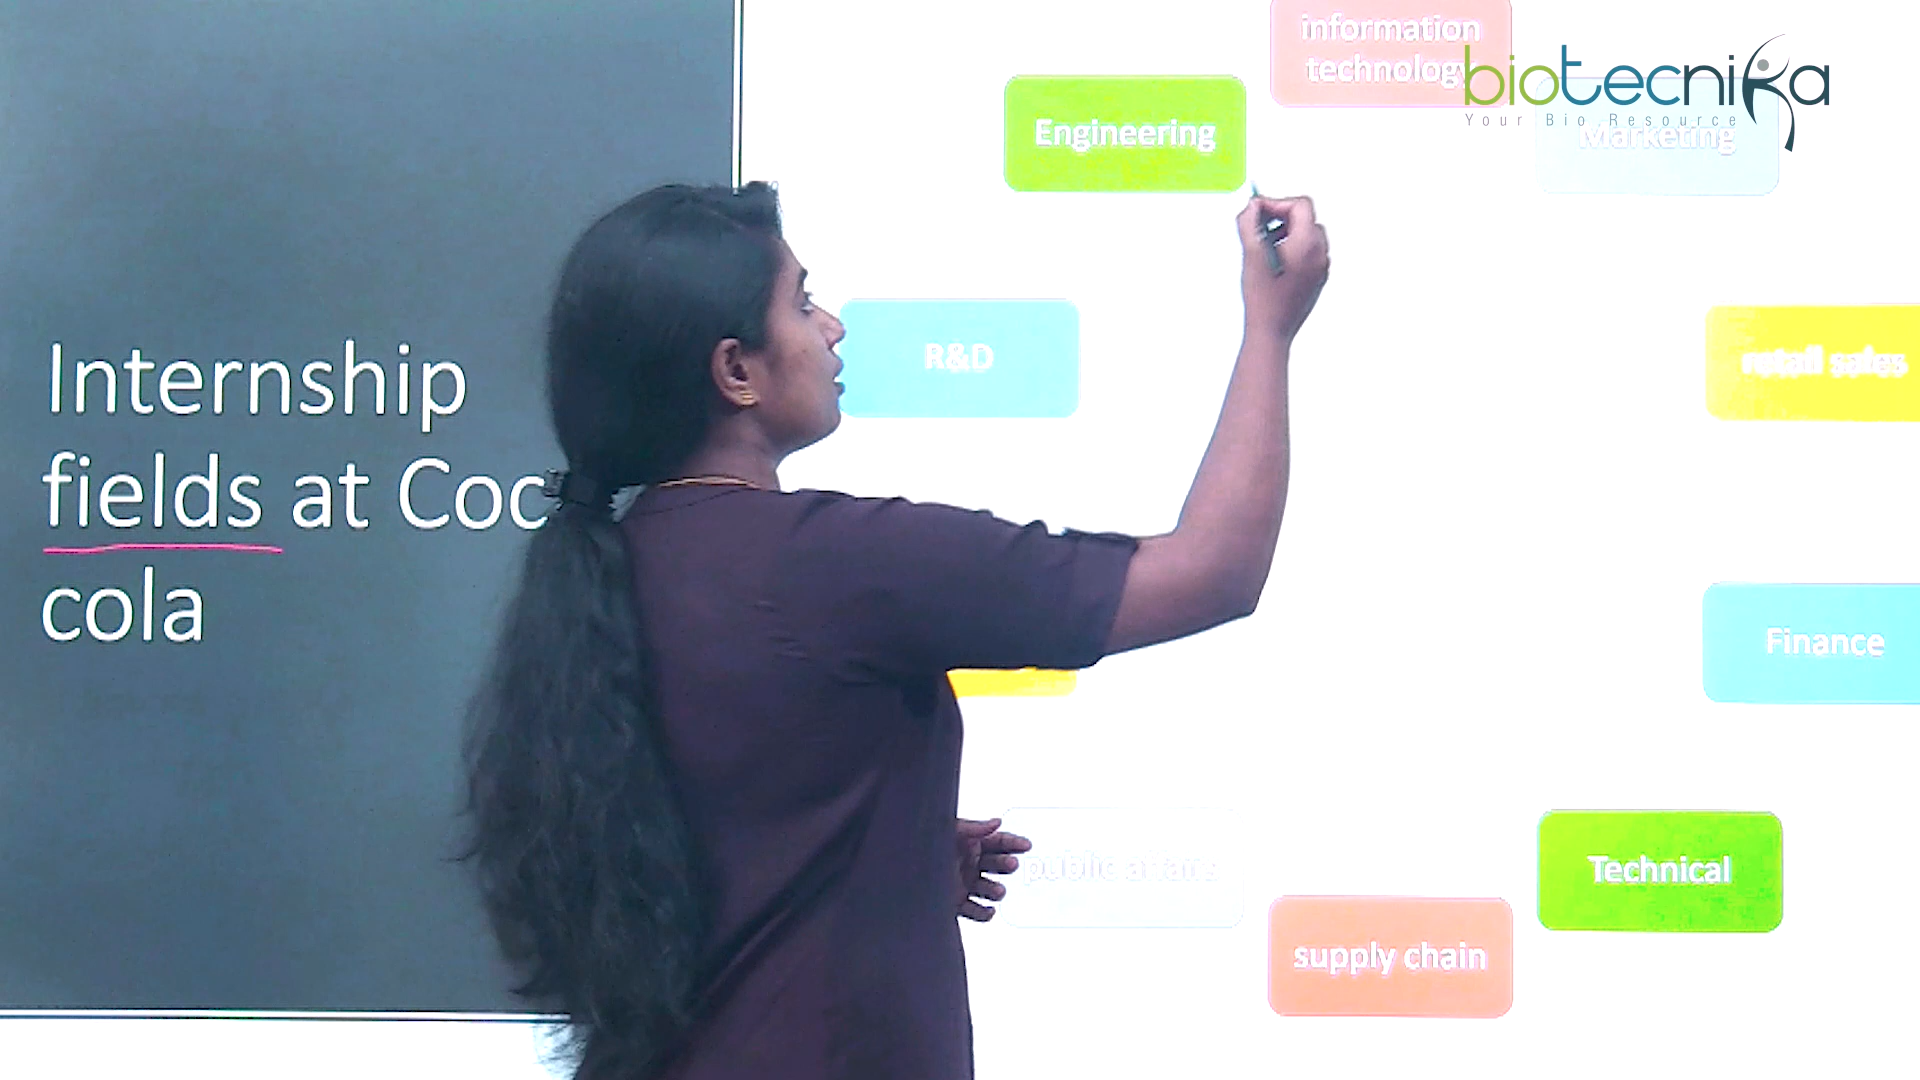 Internship
fields at Coc
cola
information
technology
Engineering
Marketing
R&D
retail sales
Finance
public affairs
Technical
supply chain
biotecnika
Your Bio Resource